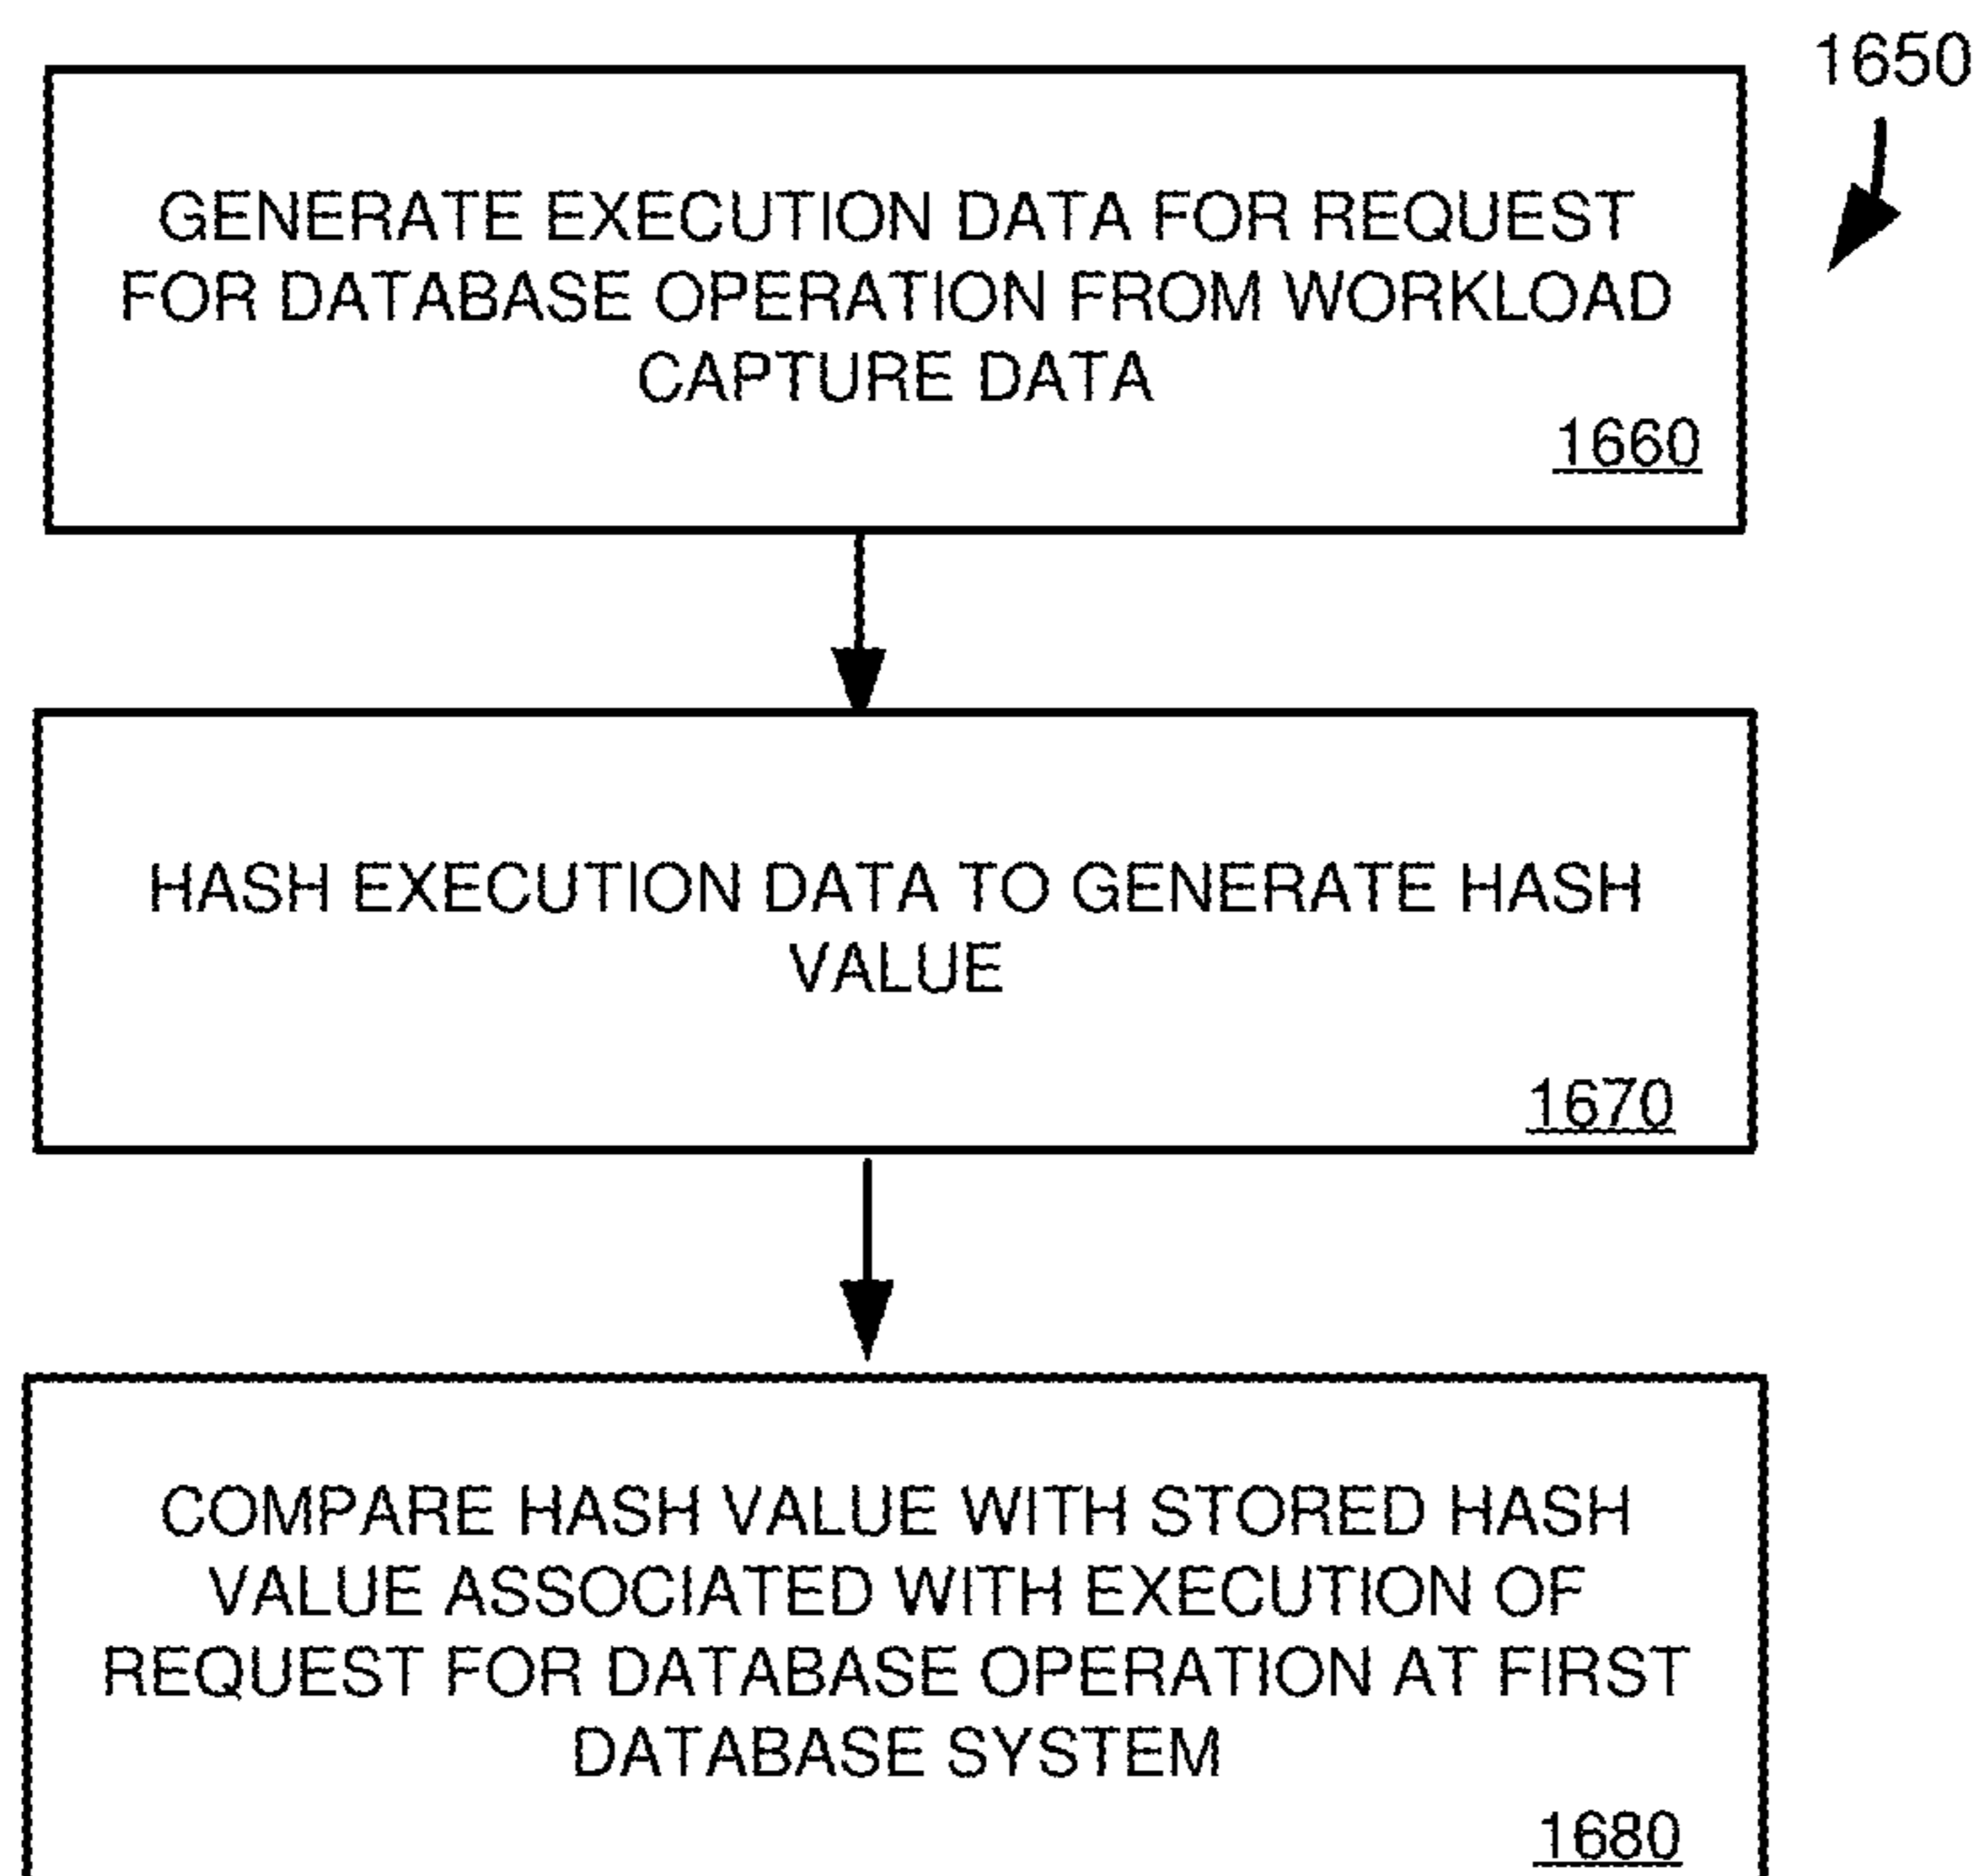 1650
GENERATE EXECUTION DATA FOR REQUEST
FOR DATABASE OPERATION FROM WORKLOAD
CAPTURE DATA
1660
HASH EXECUTION DATA TO GENERATE HASH
VALUE
1670
COMPARE HASH VALUE WITH STORED HASH
VALUE ASSOCIATED WITH EXECUTION OF
REQUEST FOR DATABASE OPERATION AT FIRST
DATABASE SYSTEM
1680